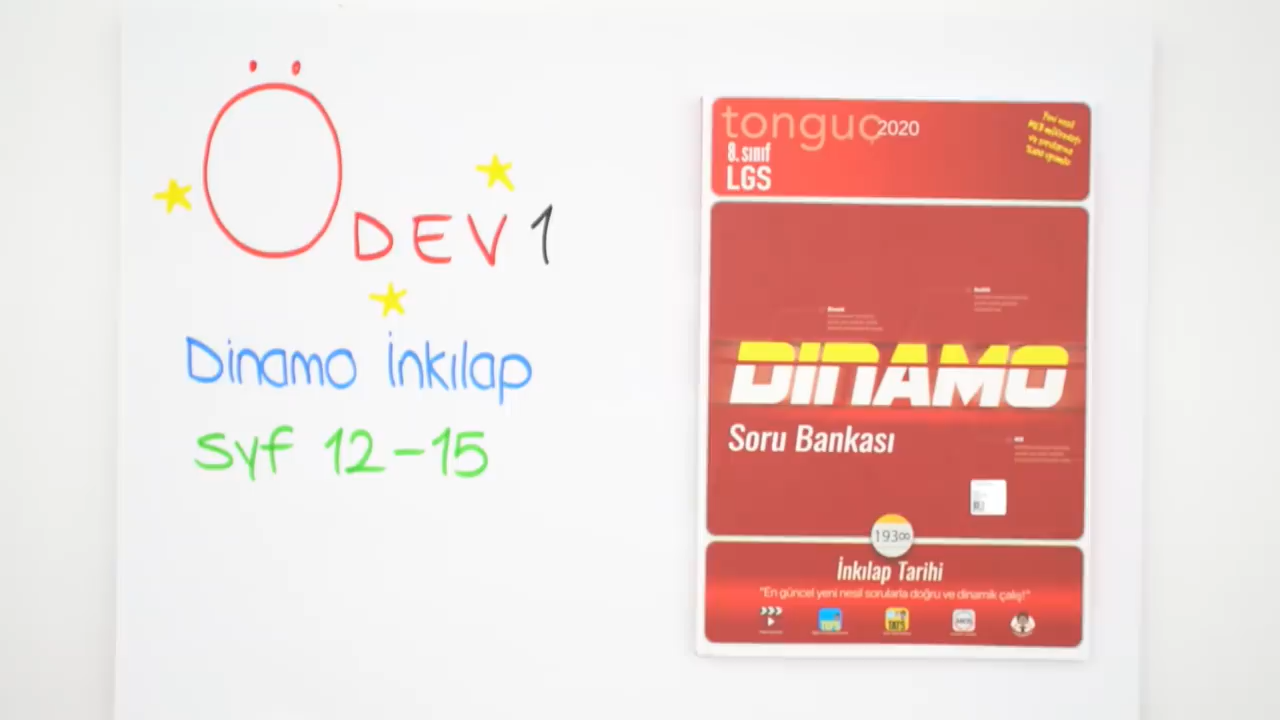 ÖDEV 1
Dinamo İnkılap
syf 12-15
tonguç 2020
8. sınıf
LGS
DİNAMO
Soru Bankası
1938
İnkılap Tarihi
"En güncel yeni nesil sorularla doğru ve dinamik çalış!"